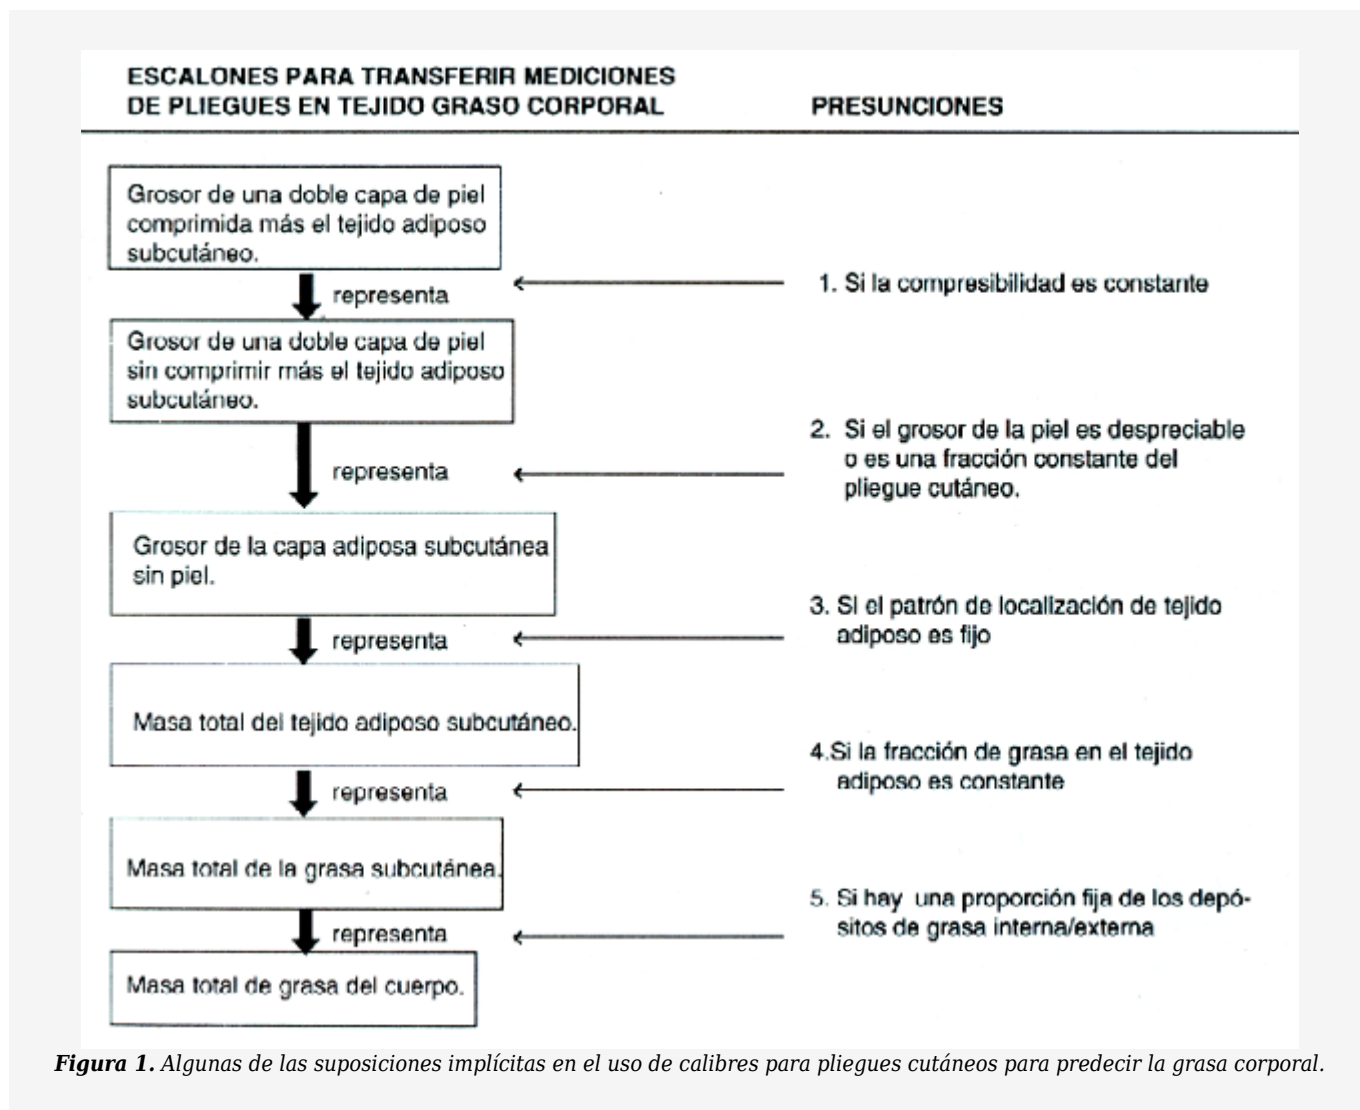 ESCALONES PARA TRANSFERIR MEDICIONES
DE PLIEGUES EN TEJIDO GRASO CORPORAL
PRESUNCIONES
Grosor de una doble capa de piel
comprimida más el tejido adiposo
subcutáneo.
representa
1. Si la compresibilidad es constante
Grosor de una doble capa de piel
sin comprimir más el tejido adiposo
subcutáneo.
representa
2. Si el grosor de la piel es despreciable
o es una fracción constante del
pliegue cutáneo.
Grosor de la capa adiposa subcutánea
sin piel.
representa
3. Si el patrón de localización de tejido
adiposo es fijo
Masa total del tejido adiposo subcutáneo.
representa
4.Si la fracción de grasa en el tejido
adiposo es constante
Masa total de la grasa subcutánea.
representa
5. Si hay una proporción fija de los depó-
sitos de grasa interna/externa
Masa total de grasa del cuerpo.
Figura 1. Algunas de las suposiciones implícitas en el uso de calibres para pliegues cutáneos para predecir la grasa corporal.